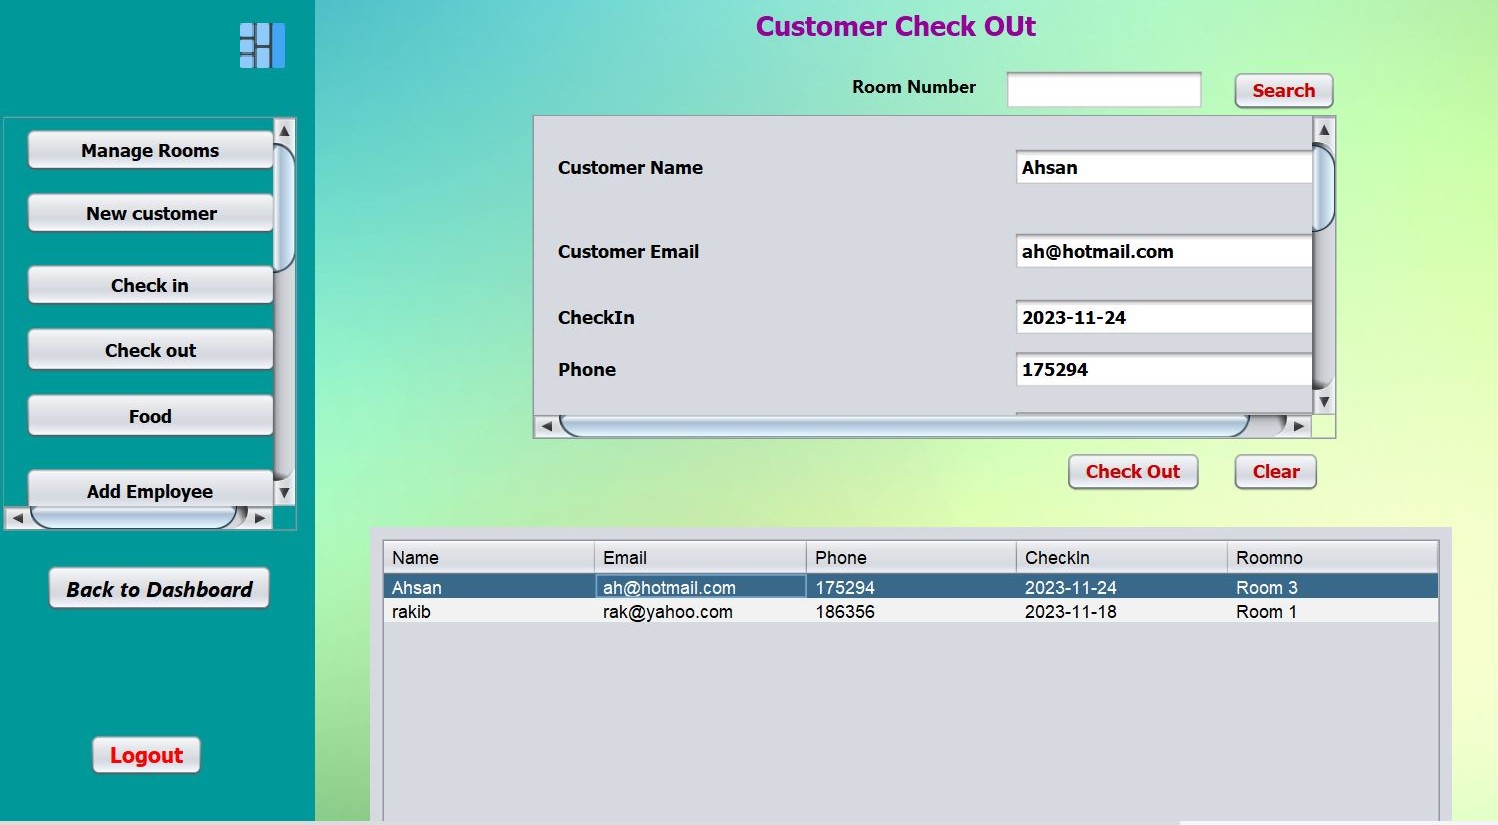 Customer Check OUt
Room Number Search
Manage Rooms
New customer
Check in
Check out
Food
Add Employee
Back to Dashboard
Logout
Customer Name Ahsan
Customer Email ah@hotmail.com
CheckIn 2023-11-24
Phone 175294
Check Out Clear
Name Email Phone CheckIn Roomno
Ahsan ah@hotmail.com 175294 2023-11-24 Room 3
rakib rak@yahoo.com 186356 2023-11-18 Room 1